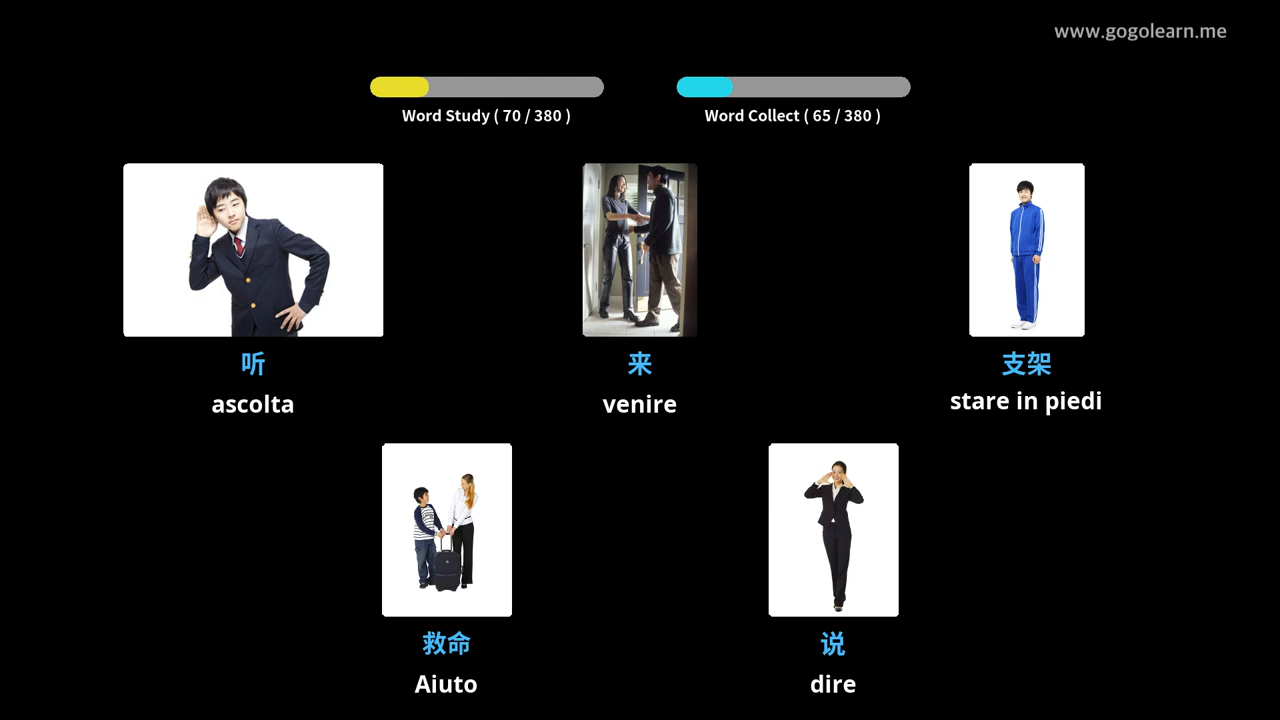 www.gogolearn.me
Word Study ( 70 / 380 )
Word Collect ( 65 / 380 )
听
ascolta
来
venire
支架
stare in piedi
救命
Aiuto
说
dire